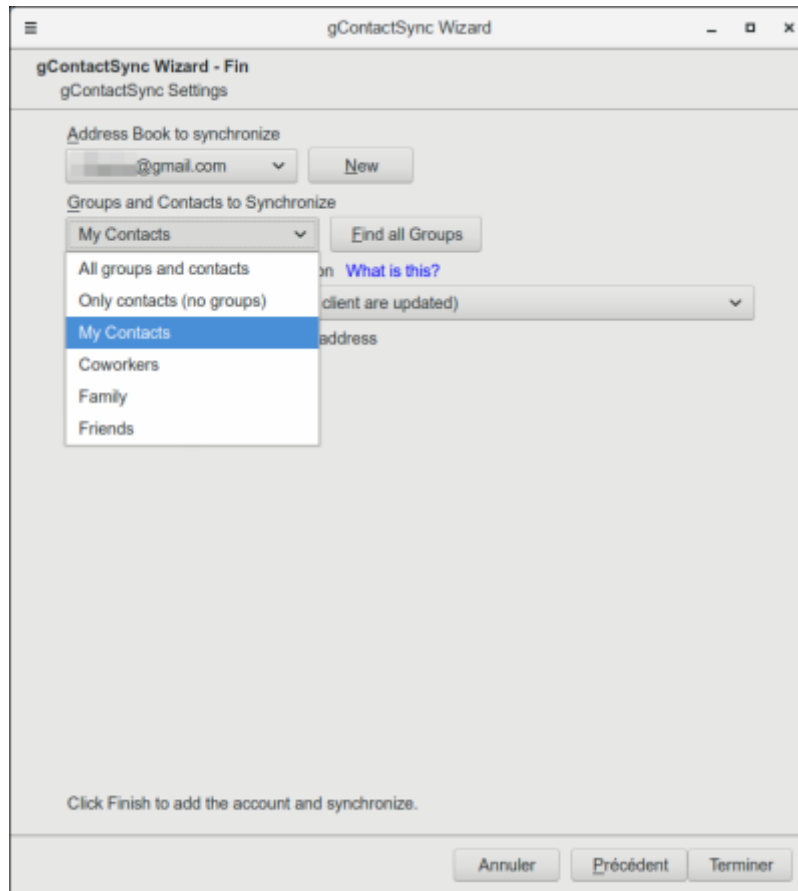 gContactSync Wizard
gContactSync Wizard - Fin
gContactSync Settings
Address Book to synchronize
@gmail.com New
Groups and Contacts to Synchronize
My Contacts Find all Groups
All groups and contacts
What is this?
Only contacts (no groups)
client are updated)
My Contacts
address
Coworkers
Family
Friends
Click Finish to add the account and synchronize.
Annuler Précédent Terminer